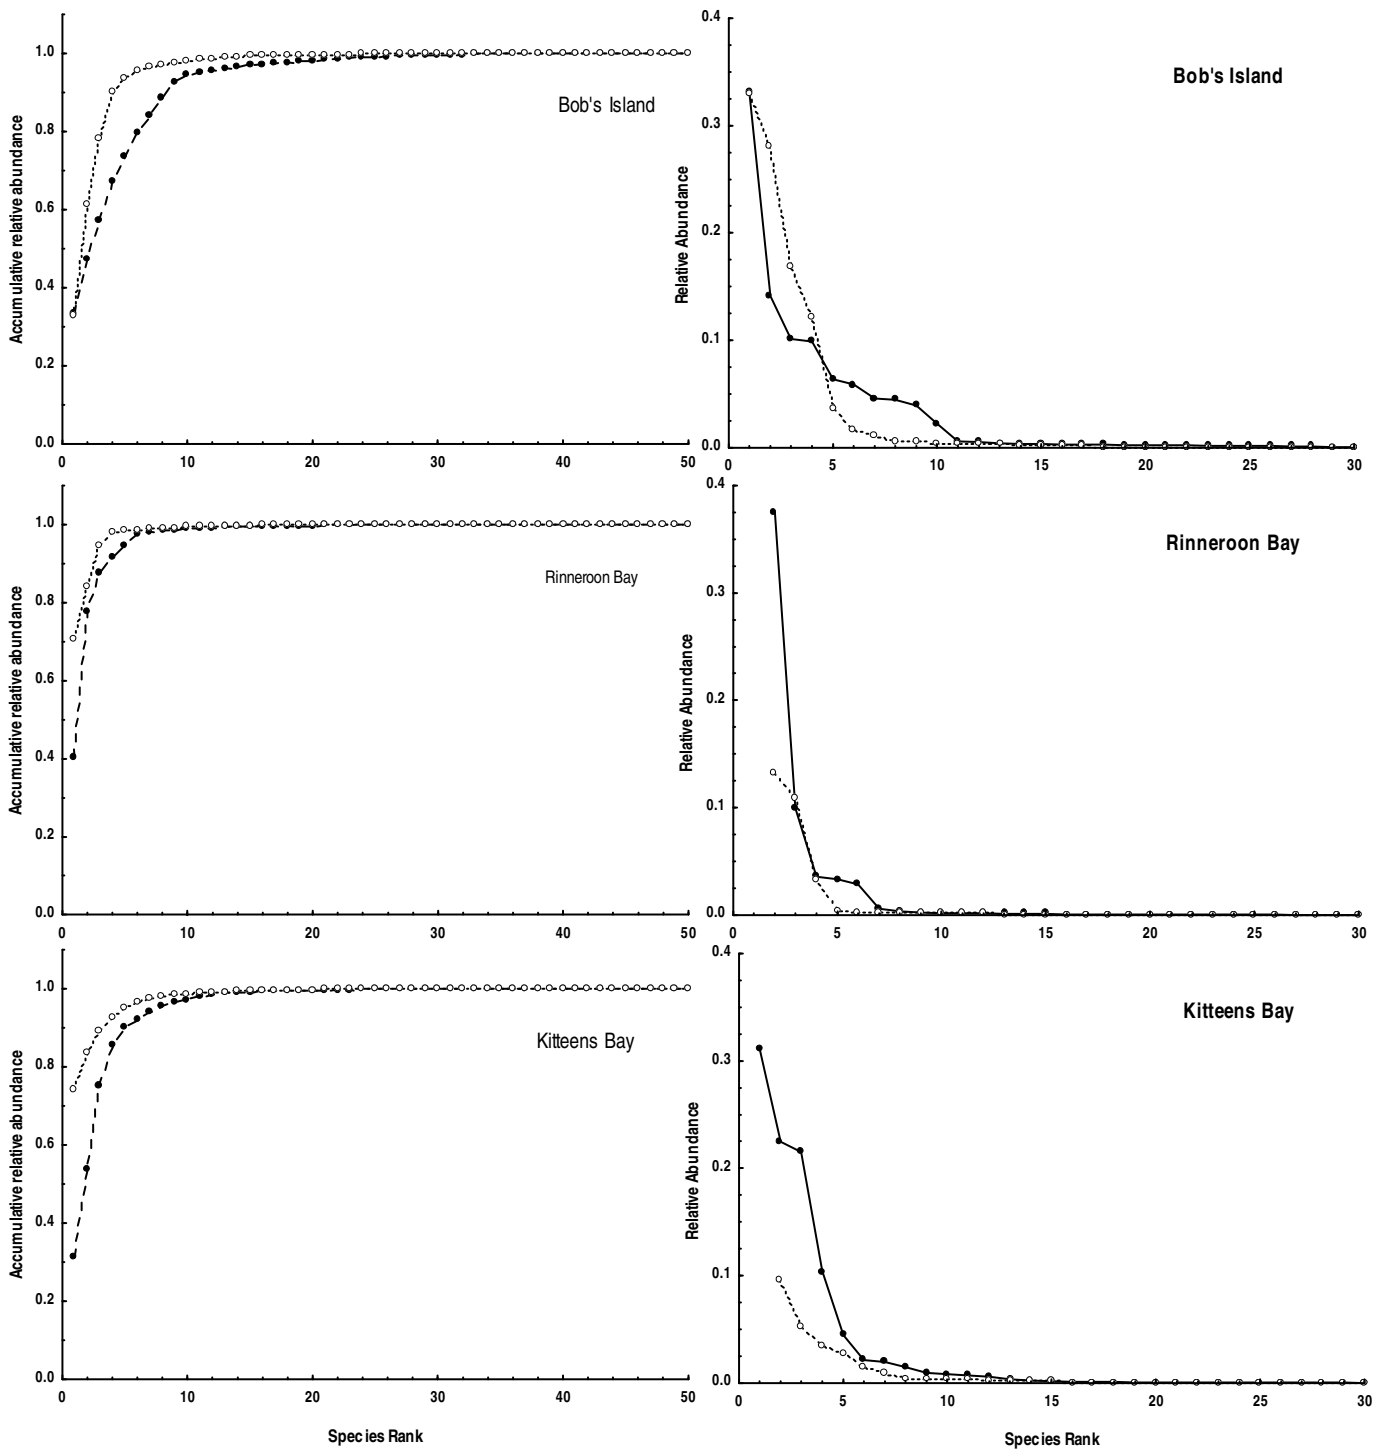 1.0
0.8
0.6
0.4
0.2
0.0
Accumulative relative abundance
Bob's Island
0 10 20 30 40 50
0.4
0.3
0.2
0.1
0.0
Relative Abundance
Bob's Island
0 5 10 15 20 25 30
1.0
0.8
0.6
0.4
0.2
0.0
Accumulative relative abundance
Rinneroon Bay
0 10 20 30 40 50
0.4
0.3
0.2
0.1
0.0
Relative Abundance
Rinneroon Bay
0 5 10 15 20 25 30
1.0
0.8
0.6
0.4
0.2
0.0
Accumulative relative abundance
Kitteens Bay
0 10 20 30 40 50
Species Rank
0.4
0.3
0.2
0.1
0.0
Relative Abundance
Kitteens Bay
0 5 10 15 20 25 30
Species Rank